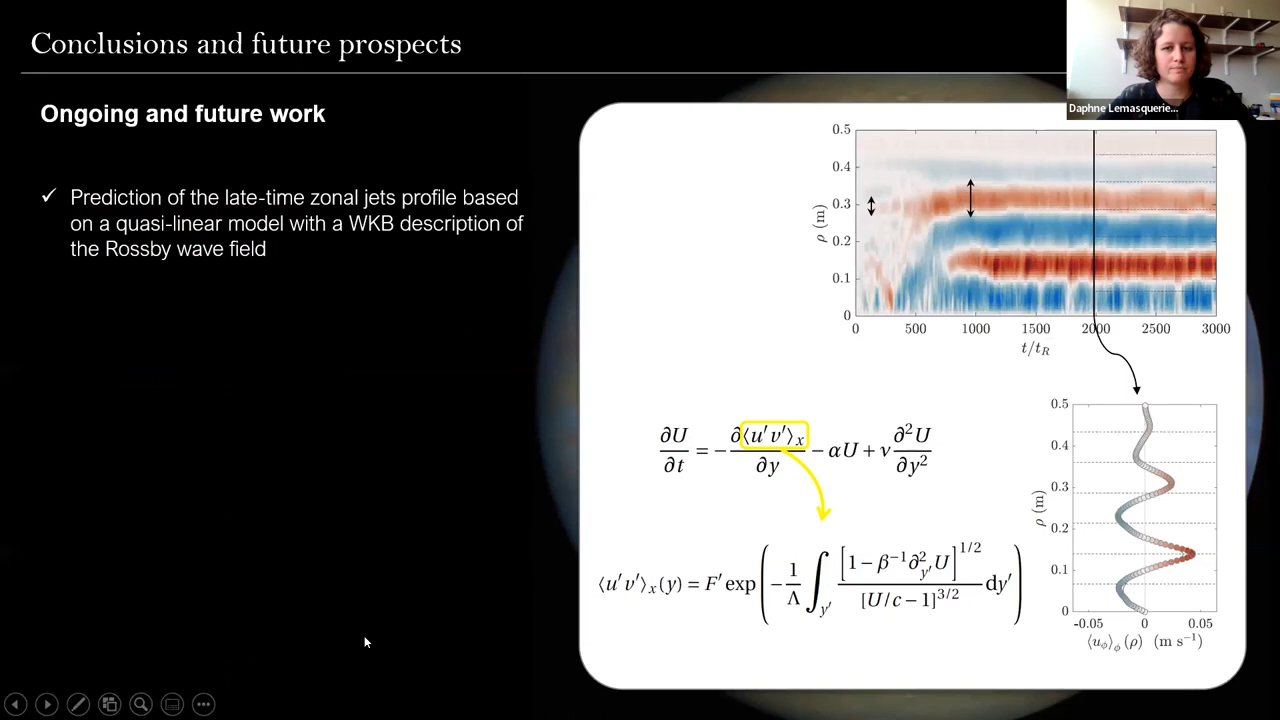 Conclusions and future prospects
Daphne Lemasquerie...
Ongoing and future work
✓ Prediction of the late-time zonal jets profile based
on a quasi-linear model with a WKB description of
the Rossby wave field
0.5
0.4
0.3
0.2
0.1
0
ρ (m)
0 500 1000 1500 2000 2500 3000
t/t_R
∂U/∂t = −∂⟨u′v′⟩_x/∂y − αU + ν ∂²U/∂y²
⟨u′v′⟩_x(y) = F′ exp(−1/Λ ∫_{y′} [1 − β⁻¹∂²_{y′}U]^{1/2} / [U/c − 1]^{3/2} dy′)
0.5
0.4
0.3
0.2
0.1
0
ρ (m)
-0.05 0 0.05
⟨u_ϕ⟩_ϕ (ρ) (m s⁻¹)